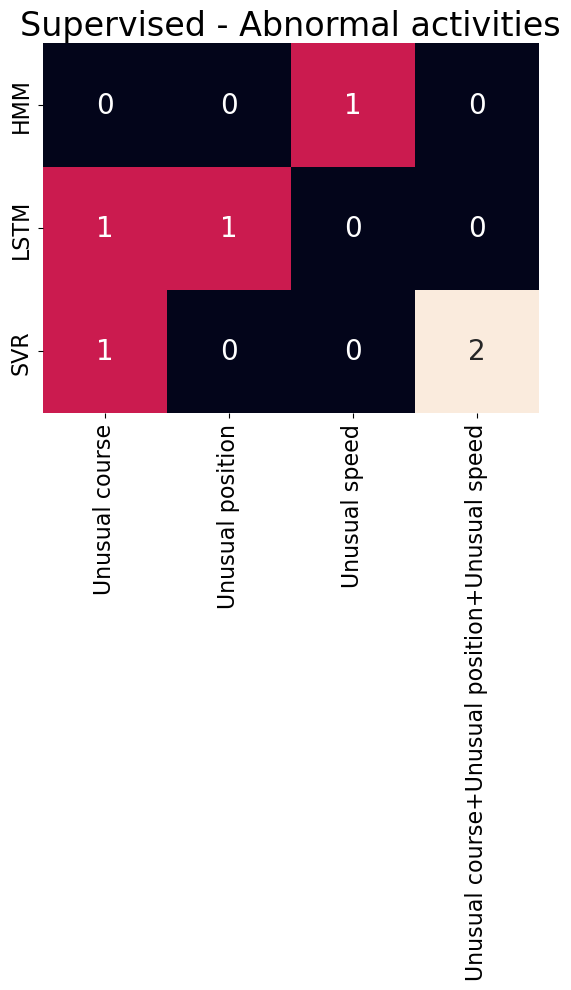 Supervised - Abnormal activities
HMM
0 0 1 0
LSTM
1 1 0 0
SVR
1 0 0 2
Unusual course
Unusual position
Unusual speed
Unusual course+Unusual position+Unusual speed